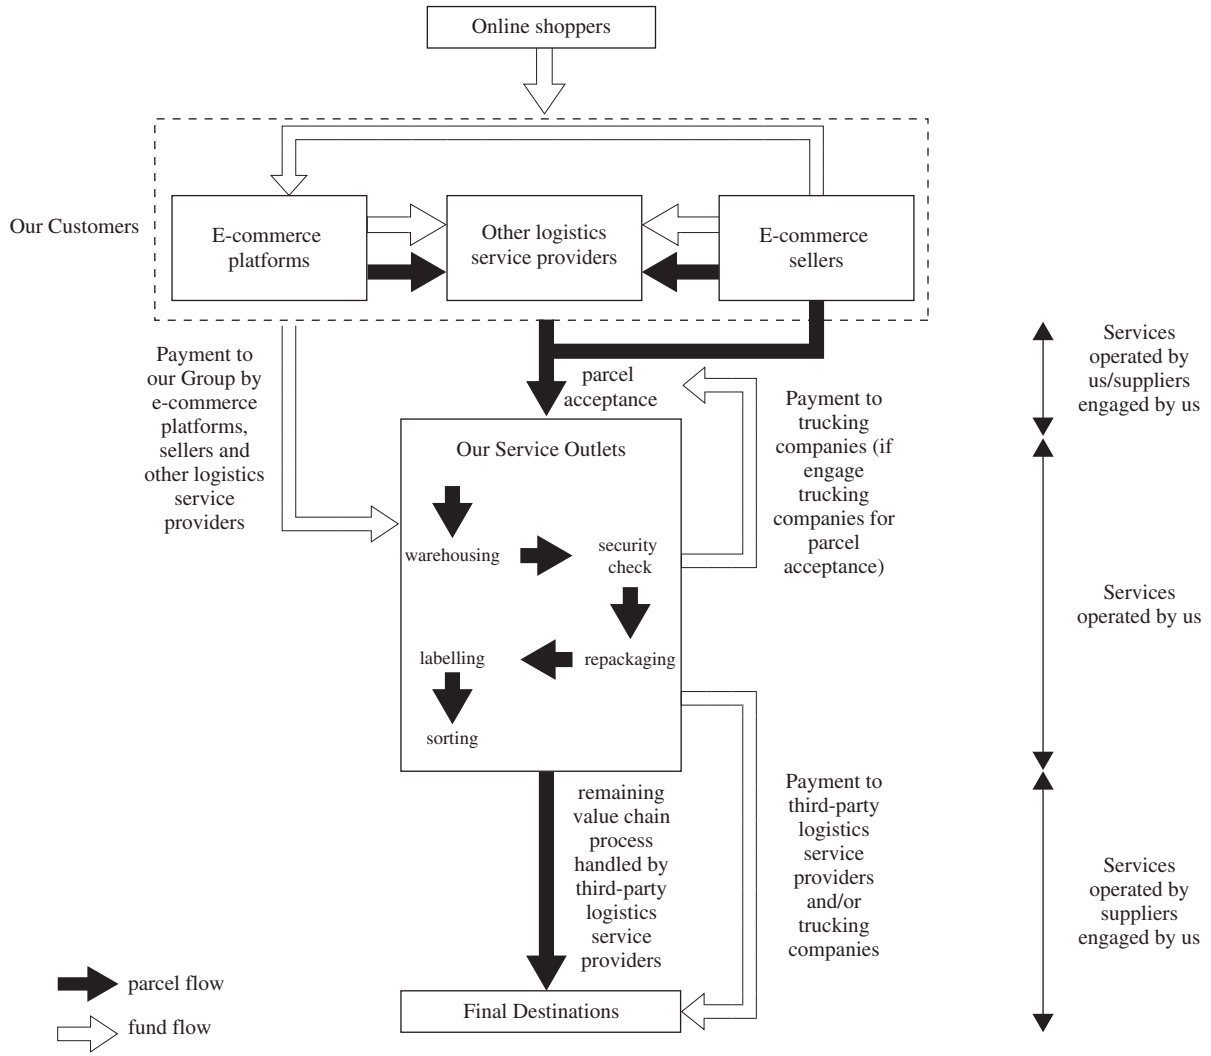 Online shoppers
Our Customers
E-commerce
platforms
Other logistics
service providers
E-commerce
sellers
Payment to
our Group by
e-commerce
platforms,
sellers and
other logistics
service
providers
parcel
acceptance
Payment to
trucking
companies (if
engage
trucking
companies for
parcel
acceptance)
Services
operated by
us/suppliers
engaged by us
Our Service Outlets
warehousing
security
check
labelling
repackaging
sorting
Services
operated by us
remaining
value chain
process
handled by
third-party
logistics
service
providers
Payment to
third-party
logistics
service
providers
and/or
trucking
companies
Services
operated by
suppliers
engaged by us
Final Destinations
parcel flow
fund flow